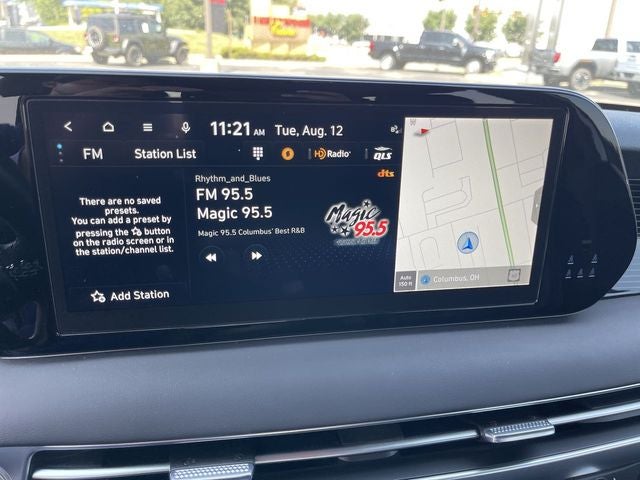 11:21 AM Tue, Aug. 12
FM Station List
HD Radio QLS
dts
There are no saved
presets.
You can add a preset by
pressing the button
on the radio screen or in
the station/channel list.
Add Station
Rhythm_and_Blues
FM 95.5
Magic 95.5
Magic 95.5 Columbus' Best R&B
Magic
95.5
W
Auto
150 ft
Columbus, OH